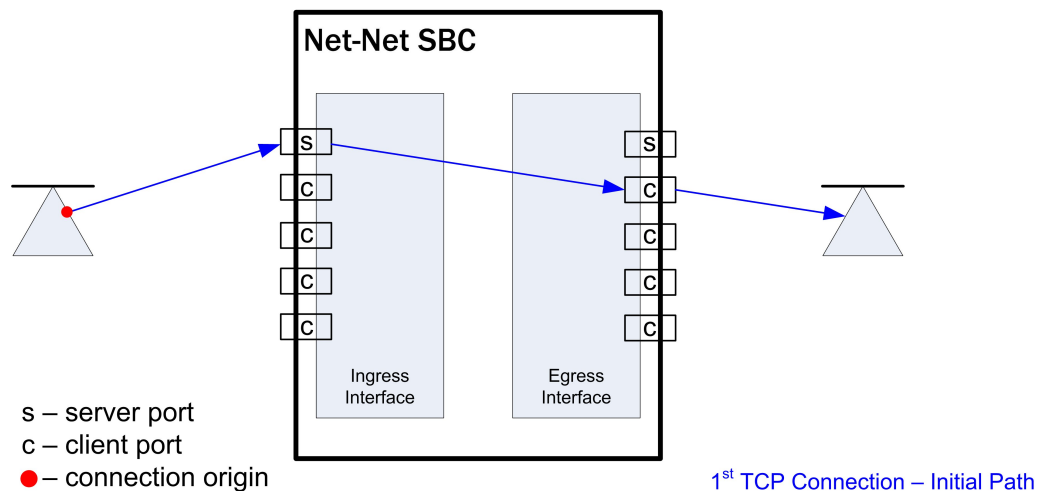 Net-Net SBC
s
c
c
c
c
s
c
c
c
c
Ingress
Interface
Egress
Interface
s – server port
c – client port
– connection origin
1st TCP Connection – Initial Path